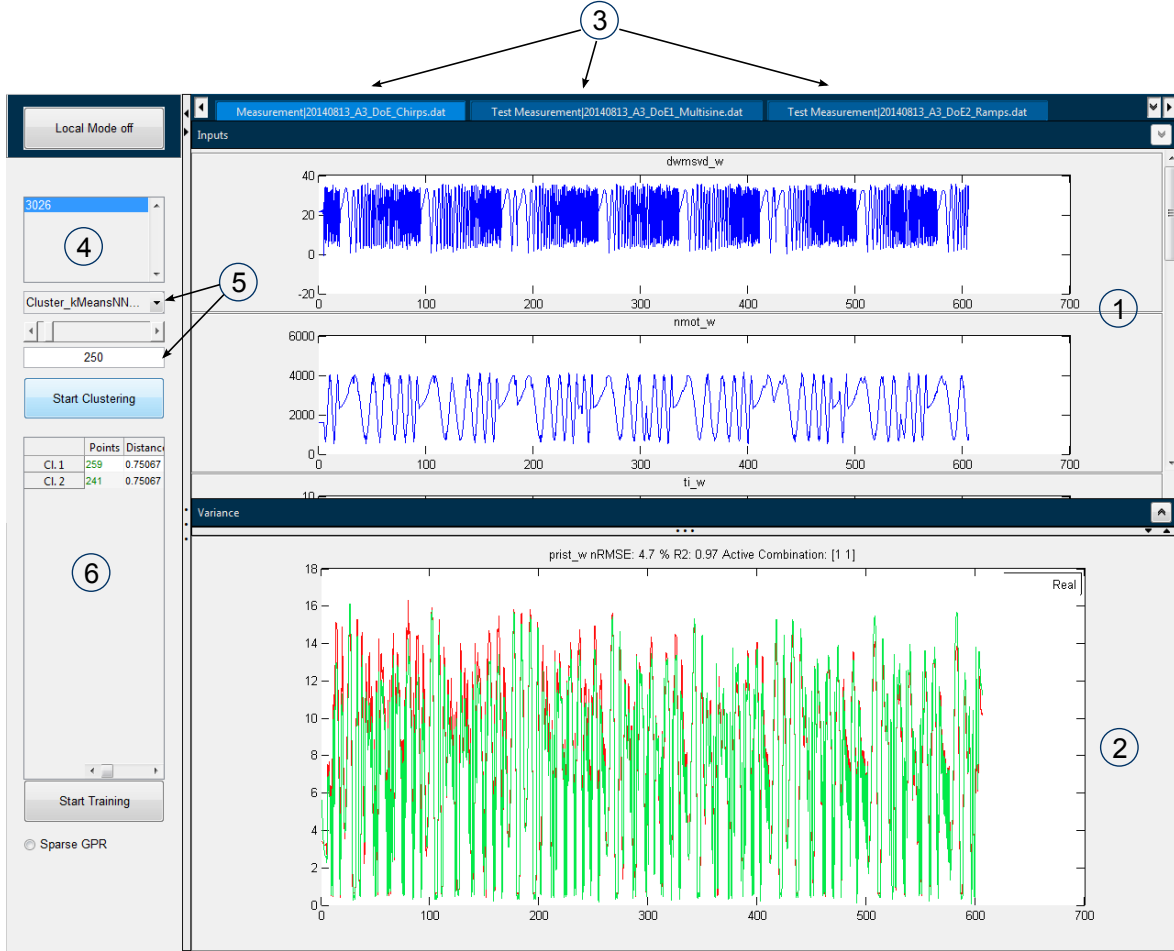 3
Measurement|20140813_A3_DoE_Chirps.dat
Test Measurement|20140813_A3_DoE1_Multisine.dat
Test Measurement|20140813_A3_DoE2_Ramps.dat
Local Mode off
Inputs
dwmsvd_w
40
20
0
-20
0 100 200 300 400 500 600 700
1
3026
4
5
Cluster_kMeansNN...
250
Start Clustering
nmot_w
6000
4000
2000
0
0 100 200 300 400 500 600 700
Points Distance
Cl. 1 259 0.75067
Cl. 2 241 0.75067
6
ti_w
10
Variance
prist_w nRMSE: 4.7 % R2: 0.97 Active Combination: [1 1]
Real
18
16
14
12
10
8
6
4
2
0
0 100 200 300 400 500 600 700
2
Start Training
Sparse GPR